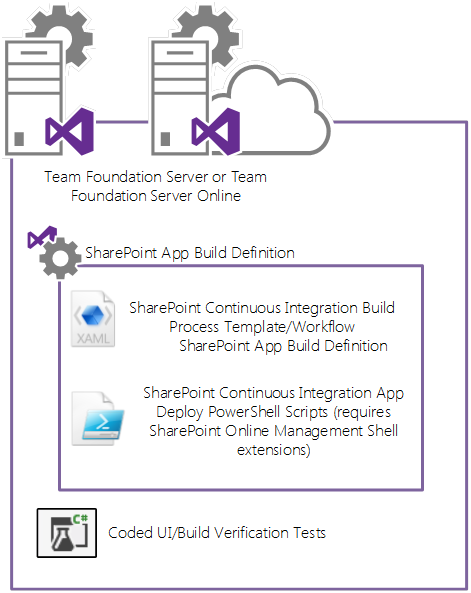 Team Foundation Server or Team
Foundation Server Online
SharePoint App Build Definition
SharePoint Continuous Integration Build
Process Template/Workflow
SharePoint App Build Definition
XAML
SharePoint Continuous Integration App
Deploy PowerShell Scripts (requires
SharePoint Online Management Shell
extensions)
C#
Coded UI/Build Verification Tests